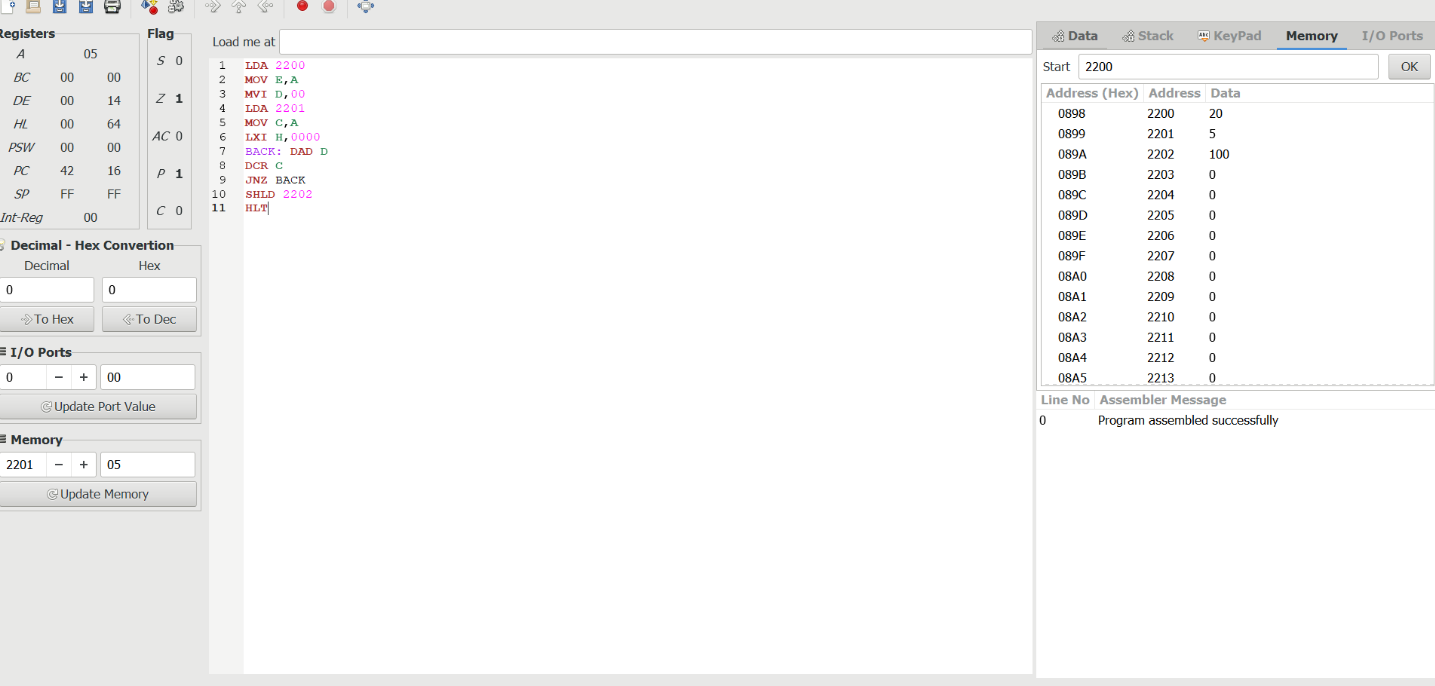 Registers
A 05
BC 00 00
DE 00 14
HL 00 64
PSW 00 00
PC 42 16
SP FF FF
Int-Reg 00
Flag
S 0
Z 1
AC 0
P 1
C 0
Decimal - Hex Convertion
Decimal Hex
0 0
To Hex To Dec
I/O Ports
0 − + 00
Update Port Value
Memory
2201 − + 05
Update Memory
Load me at
1 LDA 2200
2 MOV E,A
3 MVI D,00
4 LDA 2201
5 MOV C,A
6 LXI H,0000
7 BACK: DAD D
8 DCR C
9 JNZ BACK
10 SHLD 2202
11 HLT
Data Stack KeyPad Memory I/O Ports
Start 2200 OK
Address (Hex) Address Data
0898 2200 20
0899 2201 5
089A 2202 100
089B 2203 0
089C 2204 0
089D 2205 0
089E 2206 0
089F 2207 0
08A0 2208 0
08A1 2209 0
08A2 2210 0
08A3 2211 0
08A4 2212 0
08A5 2213 0
Line No Assembler Message
0 Program assembled successfully